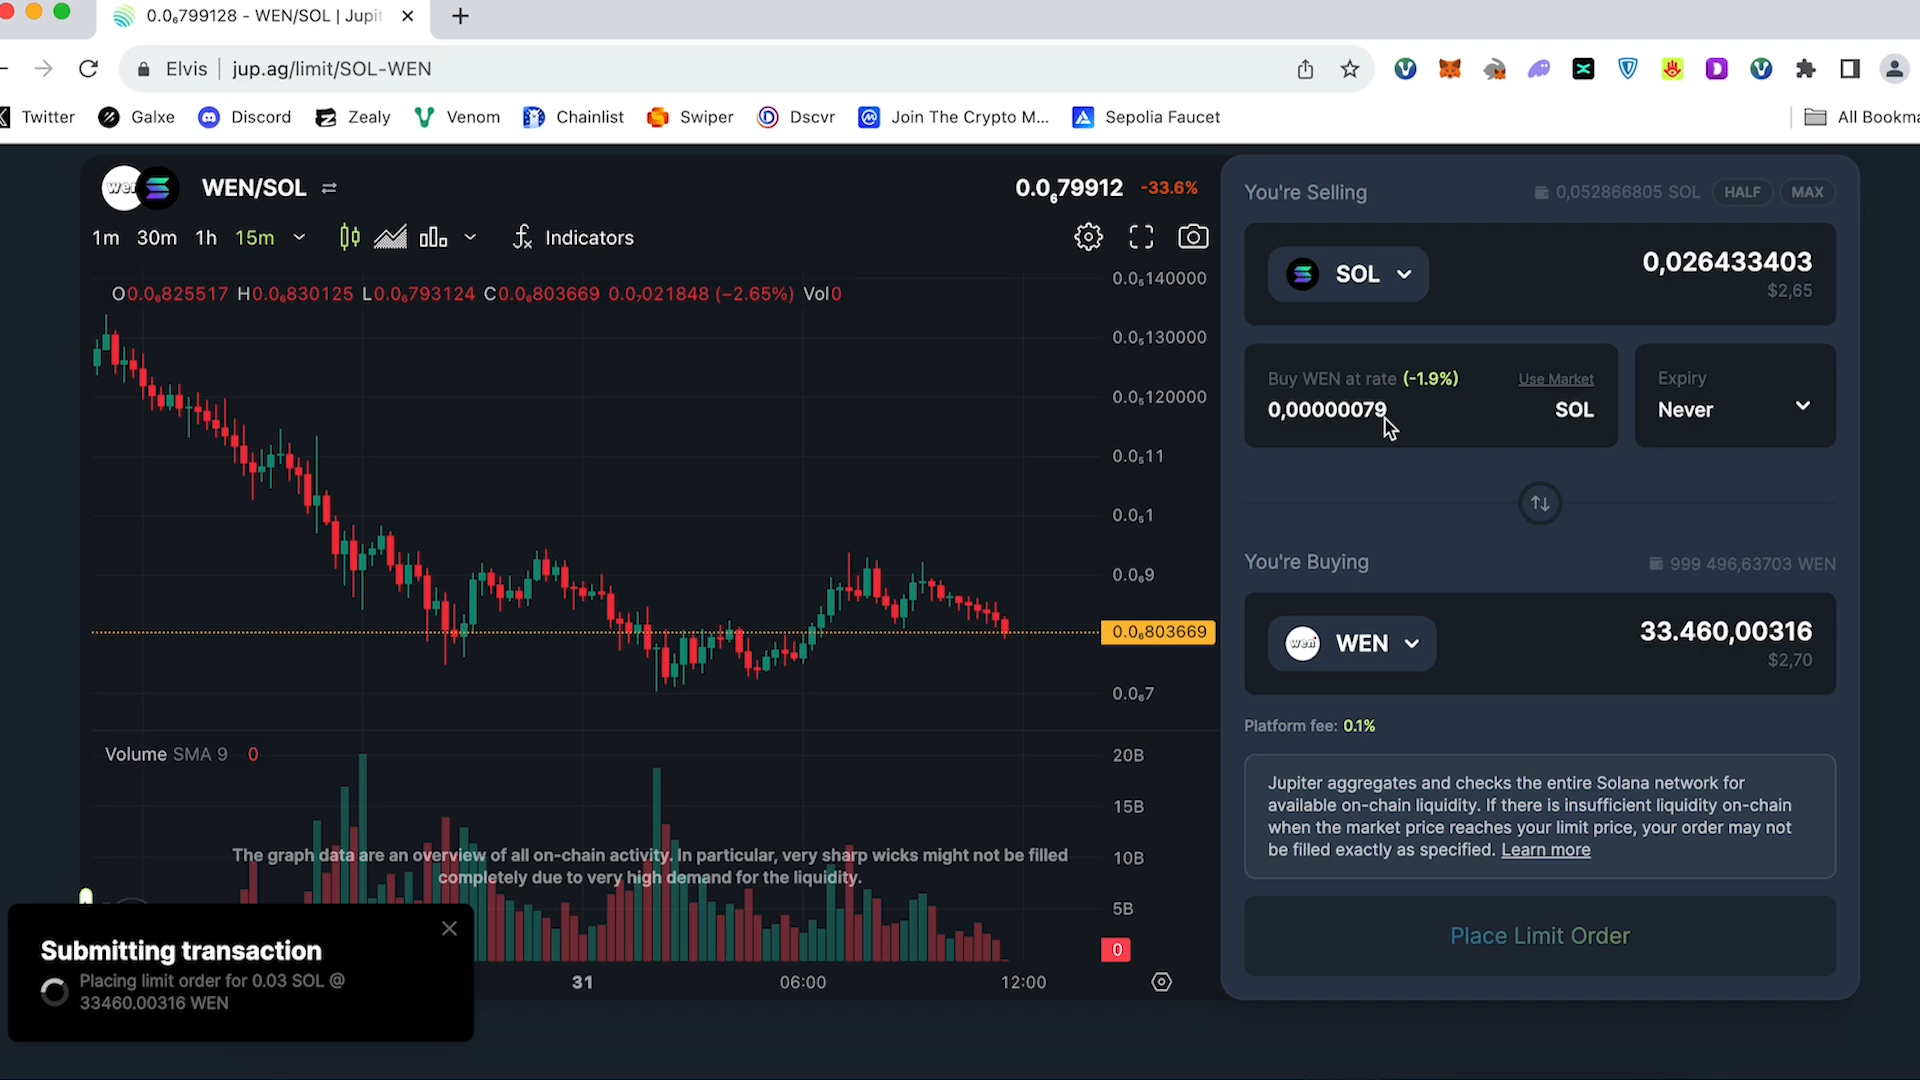 0.0₆799128 - WEN/SOL | Jupit
Elvis
jup.ag/limit/SOL-WEN
Twitter
Galxe
Discord
Zealy
Venom
Chainlist
Swiper
Dscvr
Join The Crypto M...
Sepolia Faucet
All Bookma
WEN/SOL
0.0₆79912 -33.6%
1m 30m 1h 15m
Indicators
O0.0₆825517 H0.0₆830125 L0.0₆793124 C0.0₆803669 0.0₇021848 (−2.65%) Vol0
0.0₅140000
0.0₅130000
0.0₅120000
0.0₅11
0.0₅1
0.0₆9
0.0₆803669
0.0₆7
Volume SMA 9 0
20B
15B
10B
5B
0
The graph data are an overview of all on-chain activity. In particular, very sharp wicks might not be filled
completely due to very high demand for the liquidity.
31
06:00
12:00
Submitting transaction
Placing limit order for 0.03 SOL @
33460.00316 WEN
You're Selling
0,052866805 SOL
HALF
MAX
SOL
0,026433403
$2,65
Buy WEN at rate (-1.9%)
Use Market
0,00000079
SOL
Expiry
Never
You're Buying
999 496,63703 WEN
wen
WEN
33.460,00316
$2,70
Platform fee: 0.1%
Jupiter aggregates and checks the entire Solana network for
available on-chain liquidity. If there is insufficient liquidity on-chain
when the market price reaches your limit price, your order may not
be filled exactly as specified. Learn more
Place Limit Order